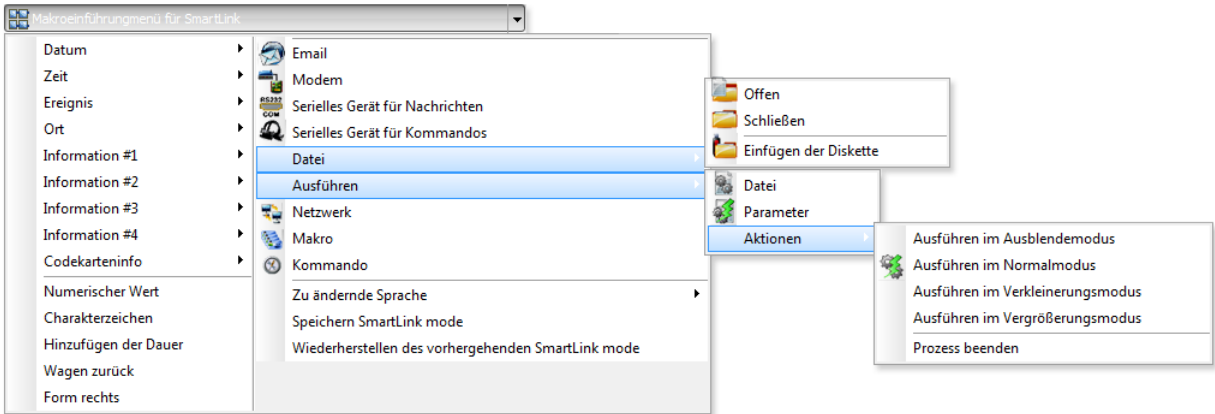 Makroeinführungmenü für SmartLink
Datum
Zeit
Ereignis
Ort
Information #1
Information #2
Information #3
Information #4
Codekarteninfo
Numerischer Wert
Charakterzeichen
Hinzufügen der Dauer
Wagen zurück
Form rechts
Email
Modem
RS232
COM
Serielles Gerät für Nachrichten
Serielles Gerät für Kommandos
Datei
Ausführen
Netzwerk
Makro
Kommando
Zu ändernde Sprache
Speichern SmartLink mode
Wiederherstellen des vorhergehenden SmartLink mode
Offen
Schließen
Einfügen der Diskette
Datei
Parameter
Aktionen
Ausführen im Ausblendemodus
Ausführen im Normalmodus
Ausführen im Verkleinerungsmodus
Ausführen im Vergrößerungsmodus
Prozess beenden